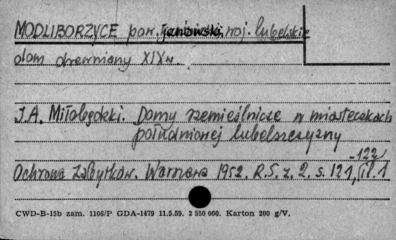 MODLIBORZYCE pow. janowski, woj. lubelskie
dom drewniany XIX w.
J.A. Miłobędzki. Domy rzemieślnicze w miasteczkach
południowej lubelszczyzny
-122
Ochrona Zabytków. Warszawa 1952. R.5. z. 2. s. 121, il. 1
CWD-B-15b zam. 1106/P GDA-1479 11.5.59. 2 550 000. Karton 200 g/V.